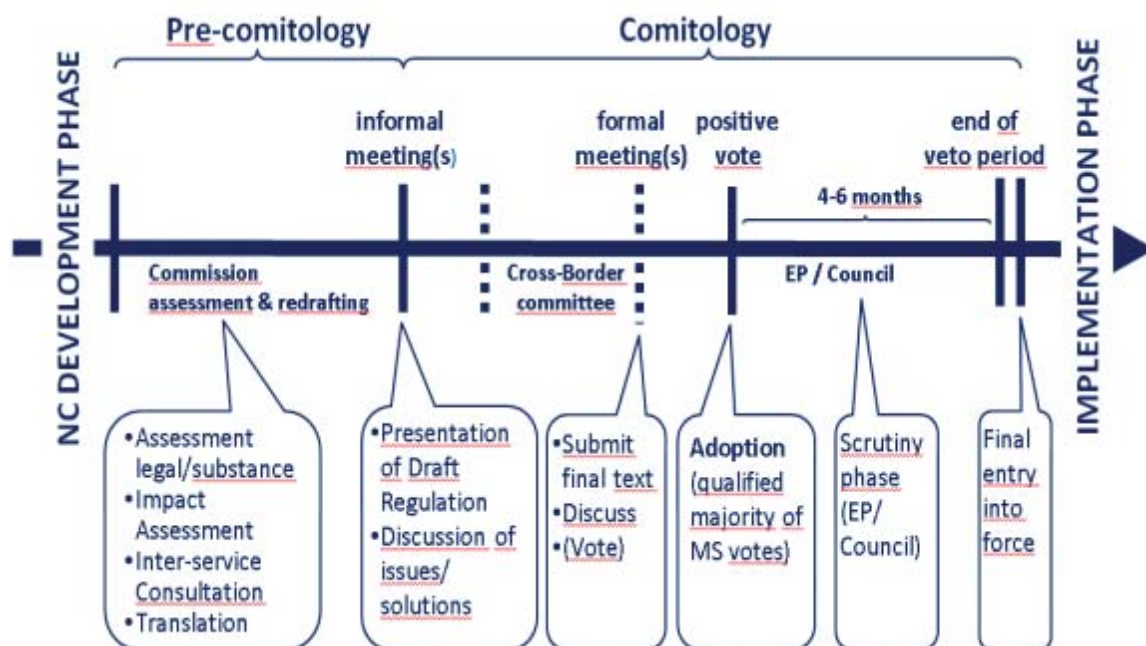 Pre-comitology
Comitology
NC DEVELOPMENT PHASE
IMPLEMENTATION PHASE
informal
meeting(s)
formal
meeting(s)
positive
vote
end of
veto period
4-6 months
Commission
assessment & redrafting
Cross-Border
committee
EP / Council
•Assessment
legal/substance
•Impact
Assessment
•Inter-service
Consultation
•Translation
•Presentation
of Draft
Regulation
•Discussion of
issues/
solutions
•Submit
final text
•Discuss
•(Vote)
Adoption
(qualified
majority of
MS votes)
Scrutiny
phase
(EP/
Council)
Final
entry
into
force